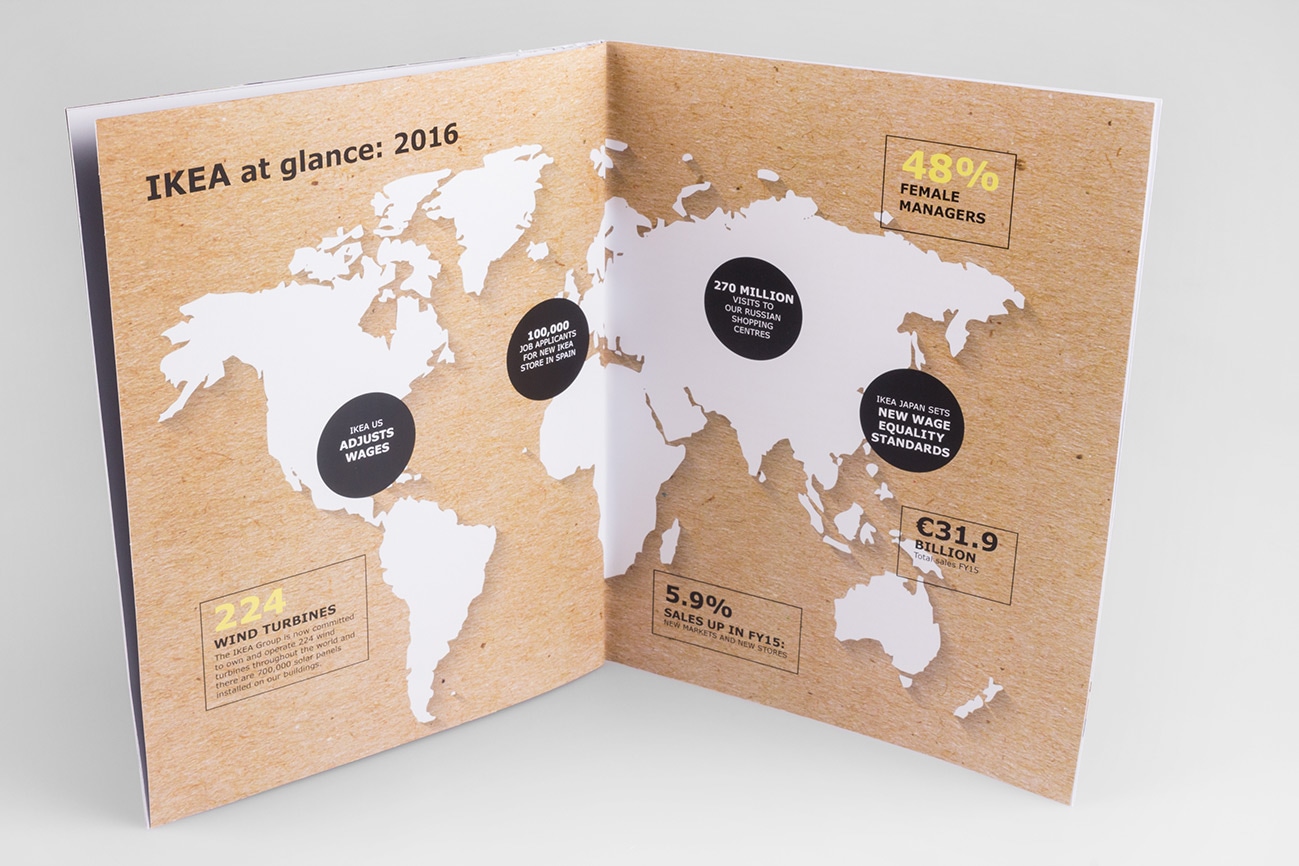 IKEA at glance: 2016
48%
FEMALE
MANAGERS
270 MILLION
VISITS TO
OUR RUSSIAN
SHOPPING
CENTRES
100,000
JOB APPLICANTS
FOR NEW IKEA
STORE IN SPAIN
IKEA US
ADJUSTS
WAGES
IKEA JAPAN SETS
NEW WAGE
EQUALITY
STANDARDS
€31.9
BILLION
Total sales FY15
224
WIND TURBINES
The IKEA Group is now committed
to own and operate 224 wind
turbines throughout the world and
there are 700,000 solar panels
installed on our buildings.
5.9%
SALES UP IN FY15:
NEW MARKETS AND NEW STORES